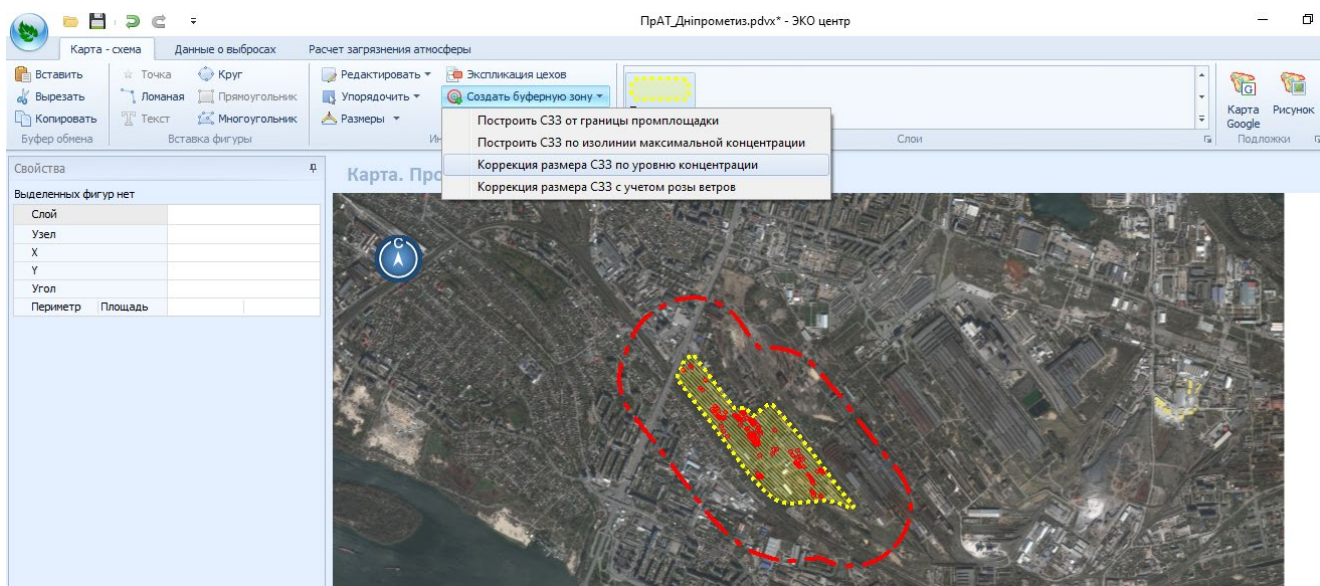 ПрАТ_Дніпрометиз.pdvx* - ЭКО центр
Карта - схема Данные о выбросах Расчет загрязнения атмосферы
Вставить Точка Круг Редактировать Экспликация цехов
Вырезать Ломаная Прямоугольник Упорядочить Создать буферную зону
Копировать Текст Многоугольник Размеры
Карта Google
Рисунок
Буфер обмена Вставка фигуры Слои Подложки
Построить СЗЗ от границы промплощадки
Построить СЗЗ по изолинии максимальной концентрации
Коррекция размера СЗЗ по уровню концентрации
Коррекция размера СЗЗ с учетом розы ветров
Свойства
Карта.
Выделенных фигур нет
Слой
Узел
X
Y
Угол
Периметр Площадь
С